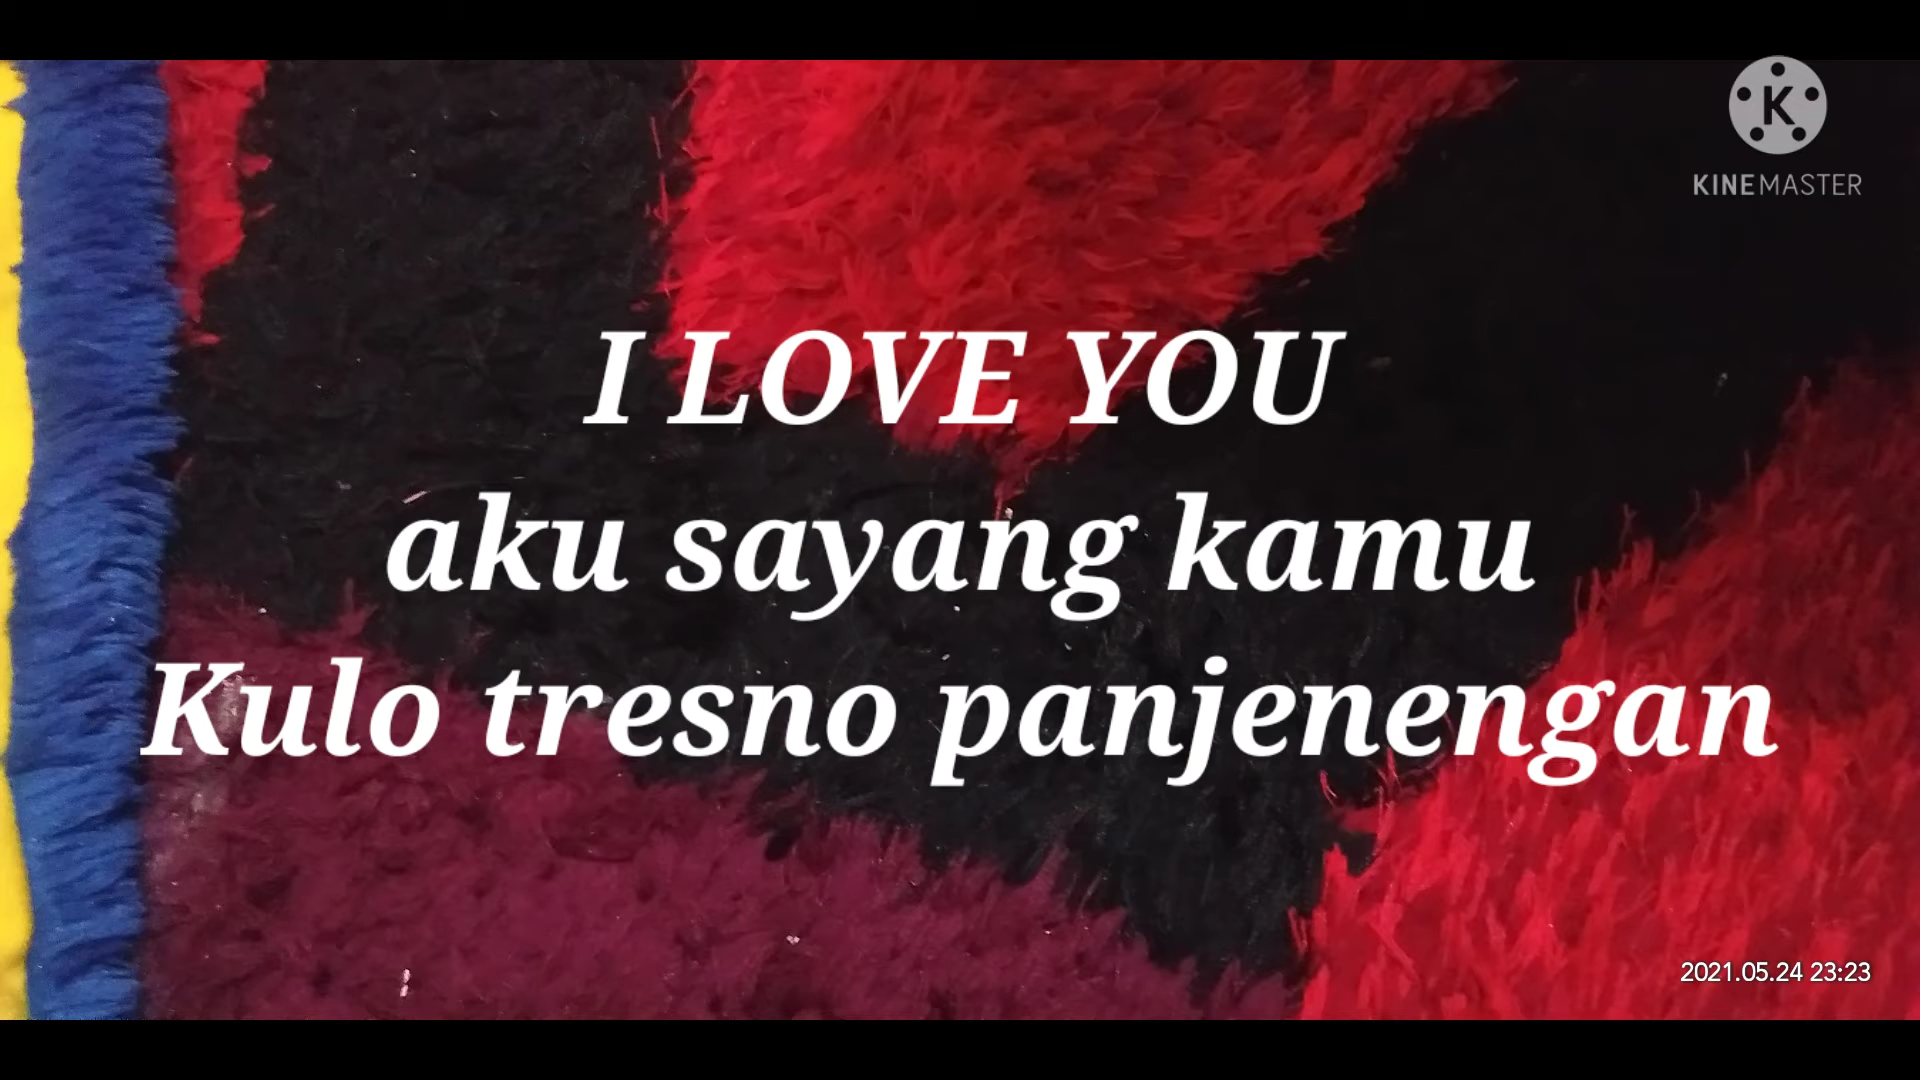 K
KINEMASTER
I LOVE YOU
aku sayang kamu
Kulo tresno panjenengan
2021.05.24 23:23